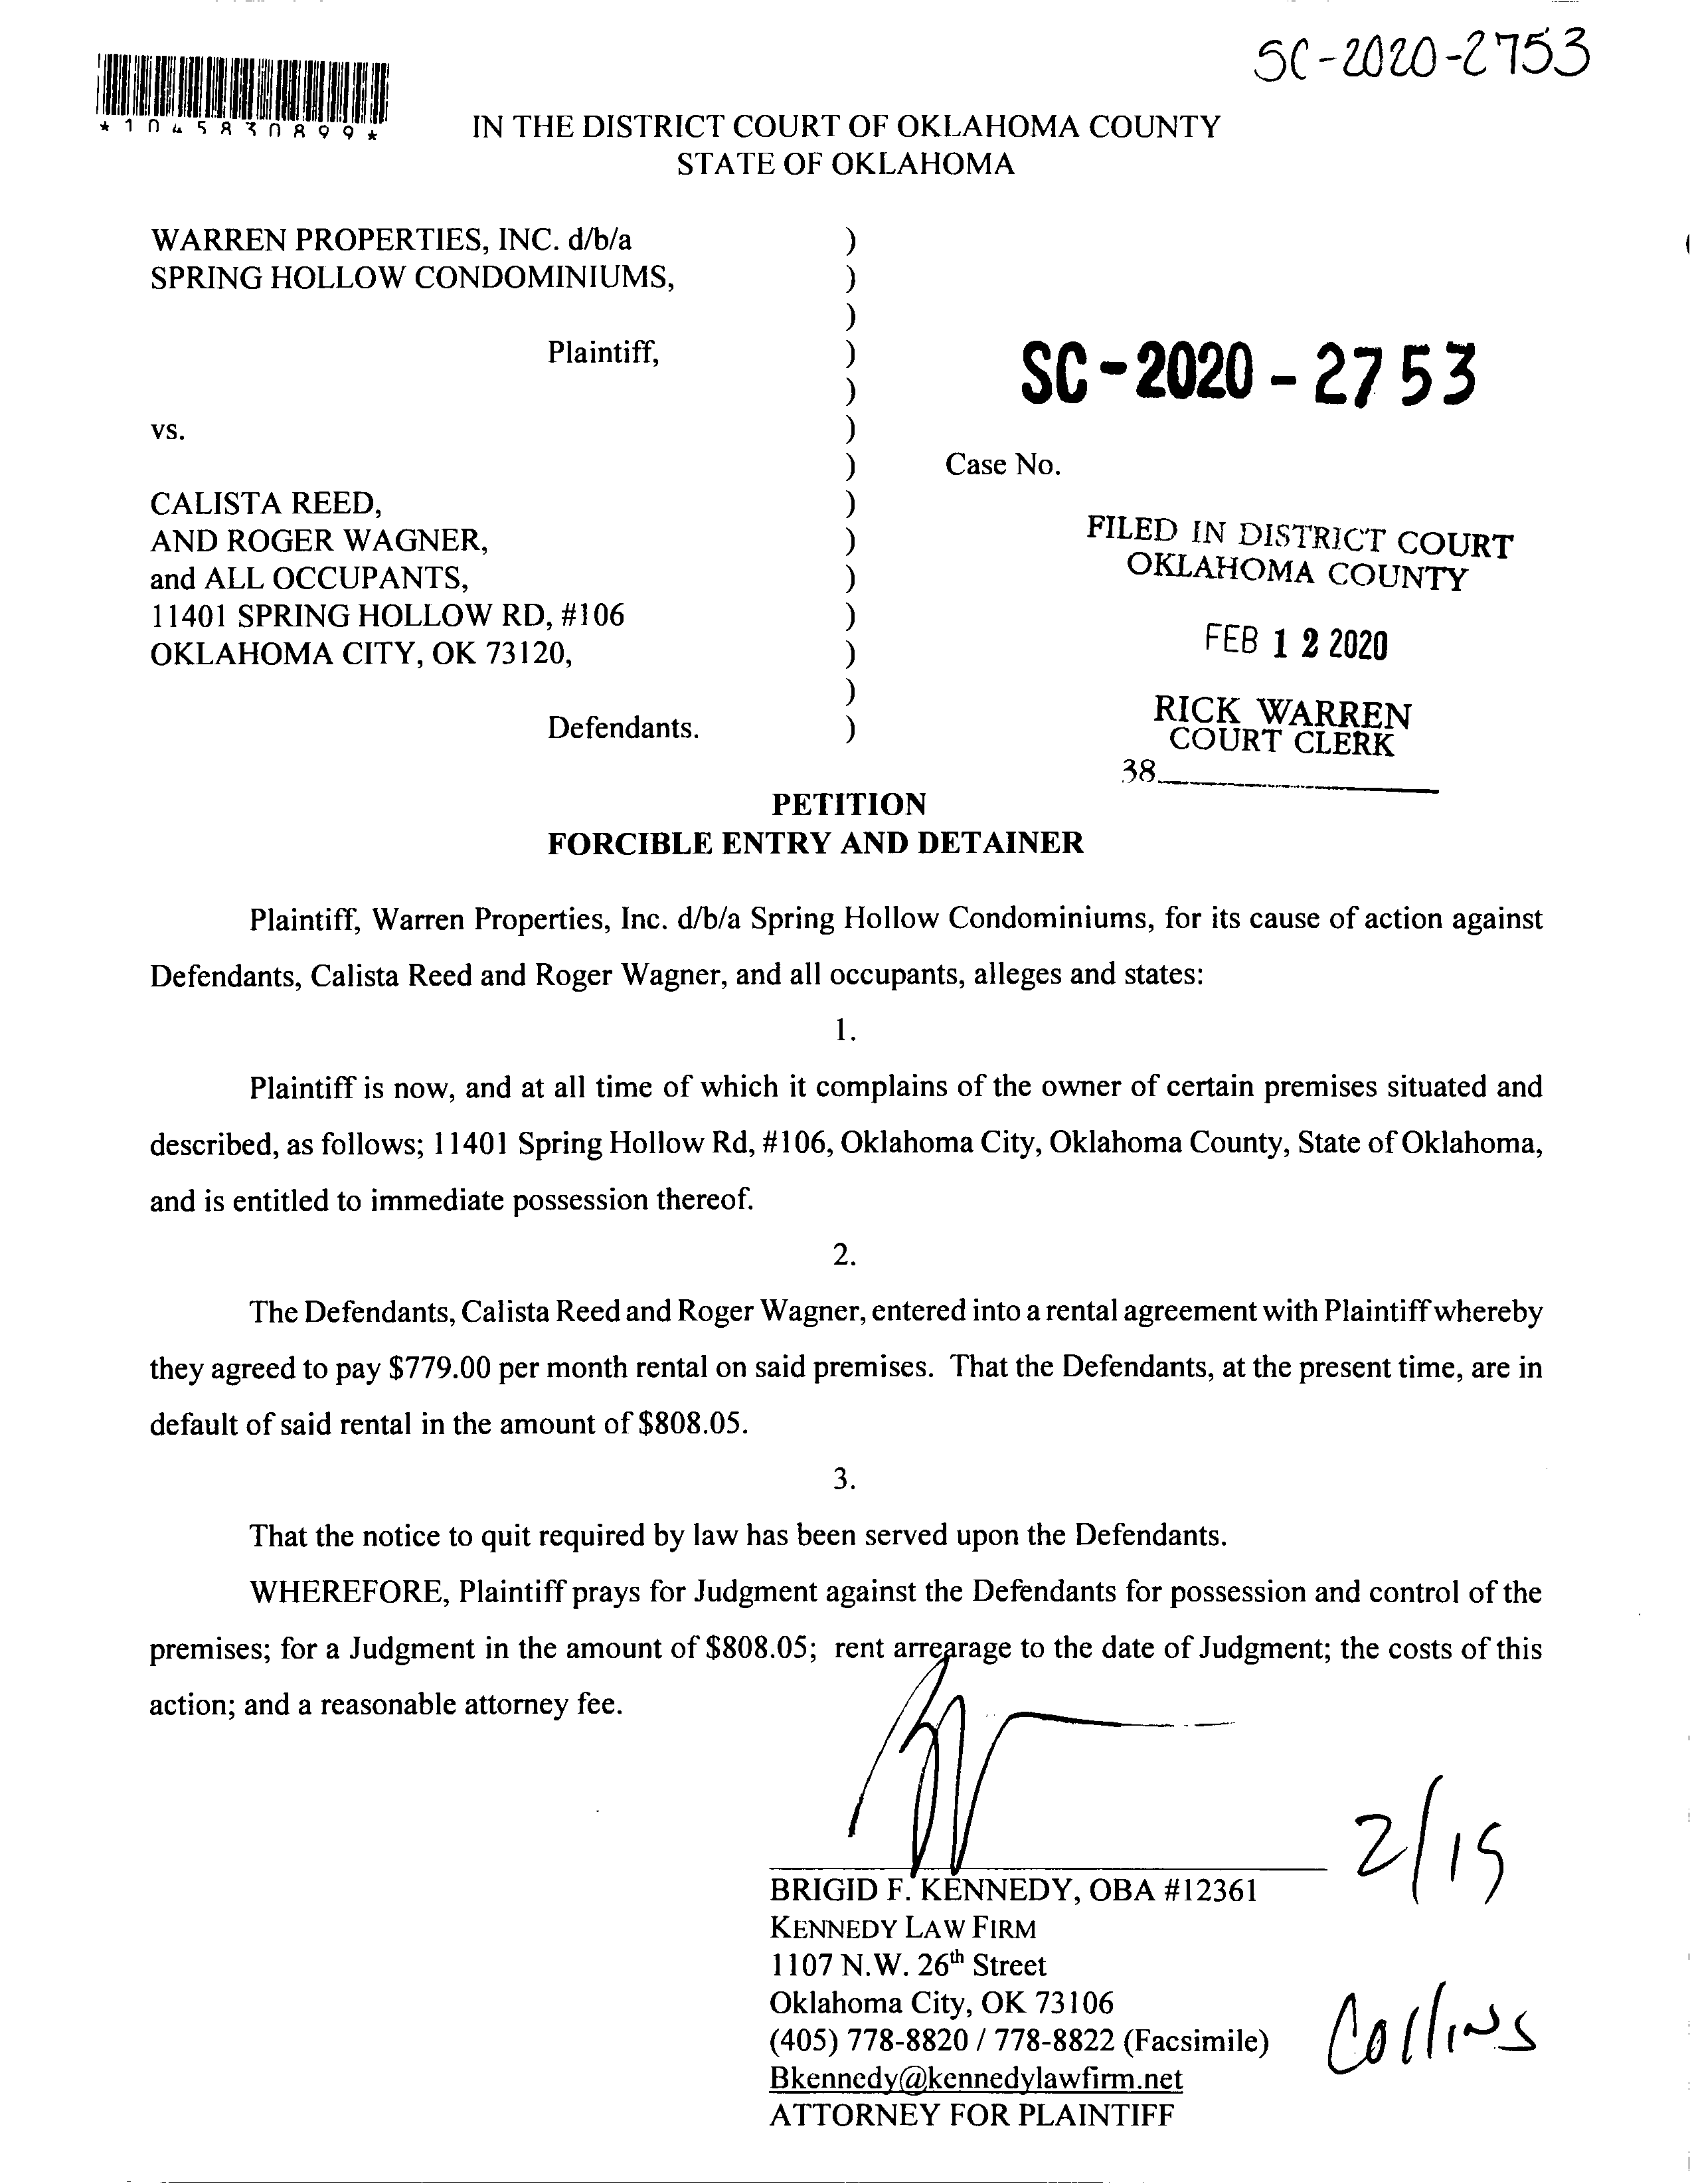 SC-2020-2753
*1045830899*
IN THE DISTRICT COURT OF OKLAHOMA COUNTY
STATE OF OKLAHOMA
WARREN PROPERTIES, INC. d/b/a )
SPRING HOLLOW CONDOMINIUMS, )
)
Plaintiff, )
SC-2020-2753
)
vs. )
) Case No.
CALISTA REED, )
AND ROGER WAGNER, )
and ALL OCCUPANTS, )
11401 SPRING HOLLOW RD, #106 )
OKLAHOMA CITY, OK 73120, )
)
Defendants. )
FILED IN DISTRICT COURT
OKLAHOMA COUNTY
FEB 12 2020
RICK WARREN
COURT CLERK
38
PETITION
FORCIBLE ENTRY AND DETAINER
Plaintiff, Warren Properties, Inc. d/b/a Spring Hollow Condominiums, for its cause of action against
Defendants, Calista Reed and Roger Wagner, and all occupants, alleges and states:
1.
Plaintiff is now, and at all time of which it complains of the owner of certain premises situated and
described, as follows; 11401 Spring Hollow Rd, #106, Oklahoma City, Oklahoma County, State of Oklahoma,
and is entitled to immediate possession thereof.
2.
The Defendants, Calista Reed and Roger Wagner, entered into a rental agreement with Plaintiff whereby
they agreed to pay $779.00 per month rental on said premises. That the Defendants, at the present time, are in
default of said rental in the amount of $808.05.
3.
That the notice to quit required by law has been served upon the Defendants.
WHEREFORE, Plaintiff prays for Judgment against the Defendants for possession and control of the
premises; for a Judgment in the amount of $808.05; rent arrearage to the date of Judgment; the costs of this
action; and a reasonable attorney fee.
BRIGID F. KENNEDY, OBA #12361
KENNEDY LAW FIRM
1107 N.W. 26th Street
Oklahoma City, OK 73106
(405) 778-8820 / 778-8822 (Facsimile)
Bkennedy@kennedylawfirm.net
ATTORNEY FOR PLAINTIFF
Collins